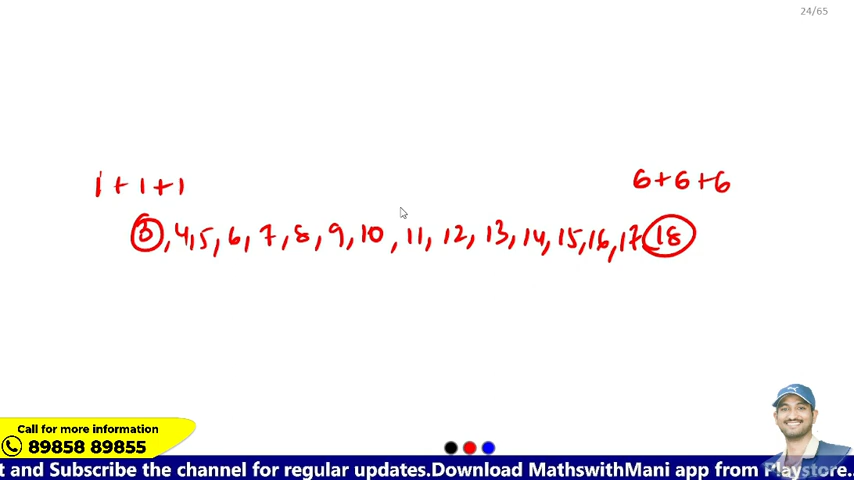 24/65
1 + 1 + 1
6 + 6 + 6
3, 4, 5, 6, 7, 8, 9, 10, 11, 12, 13, 14, 15, 16, 17 18
Call for more information
89858 89855
t and Subscribe the channel for regular updates.Download MathswithMani app from Playstore..